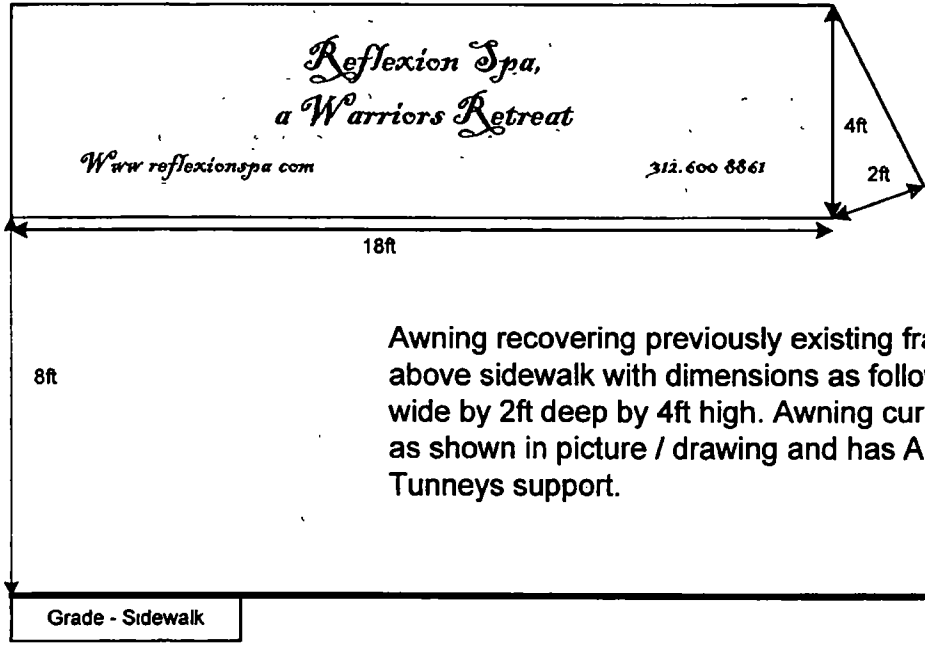 Reflexion Spa,
a Warriors Retreat
Www reflexionspa com
312.600 8861
4ft
2ft
18ft
8ft
Awning recovering previously existing fra
above sidewalk with dimensions as follo
wide by 2ft deep by 4ft high. Awning cur
as shown in picture / drawing and has A
Tunneys support.
Grade - Sidewalk